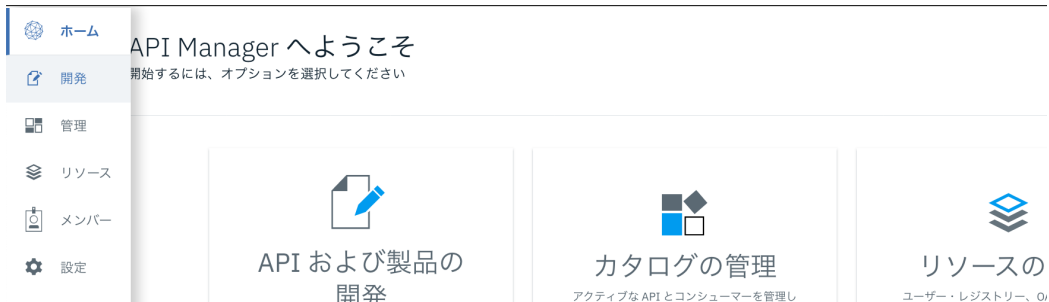 ホーム
API Manager へようこそ
開始するには、オプションを選択してください
開発
管理
リソース
メンバー
設定
API および製品の
開発
カタログの管理
アクティブな API とコンシューマーを管理し
リソースの
ユーザー・レジストリー、OA